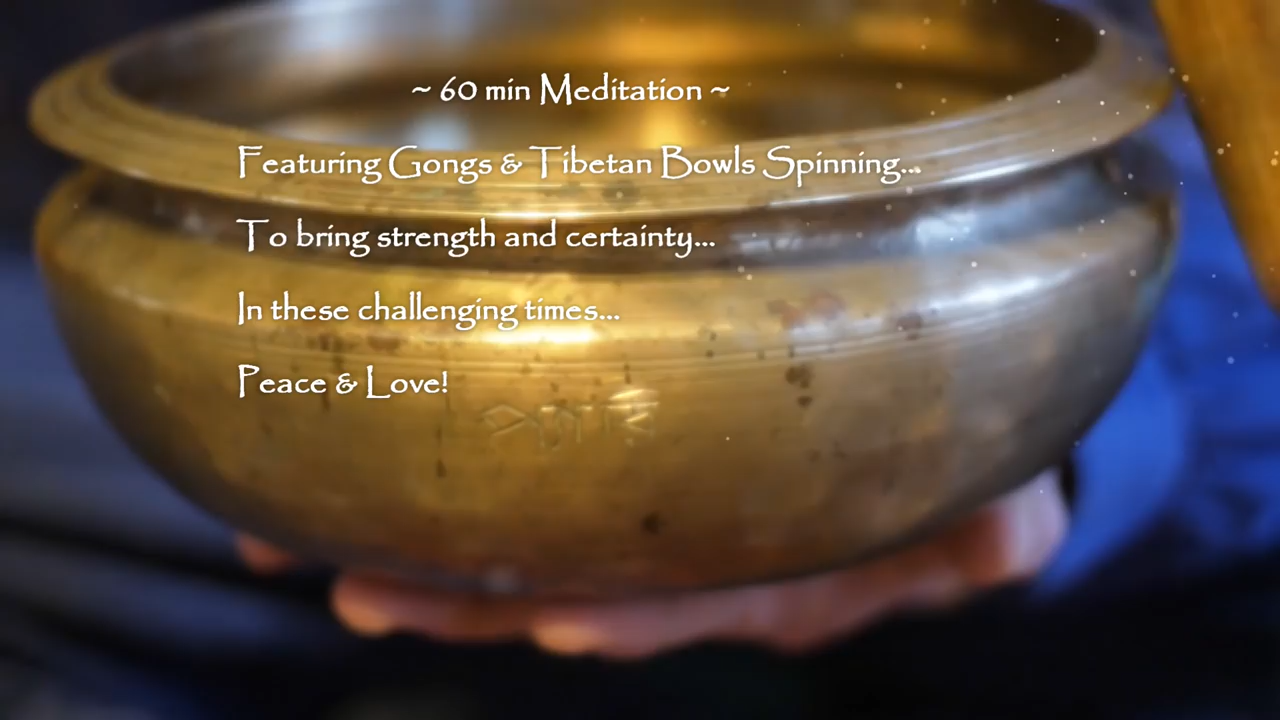 ~ 60 min Meditation ~
Featuring Gongs & Tibetan Bowls Spinning...
To bring strength and certainty...
In these challenging times...
Peace & Love!